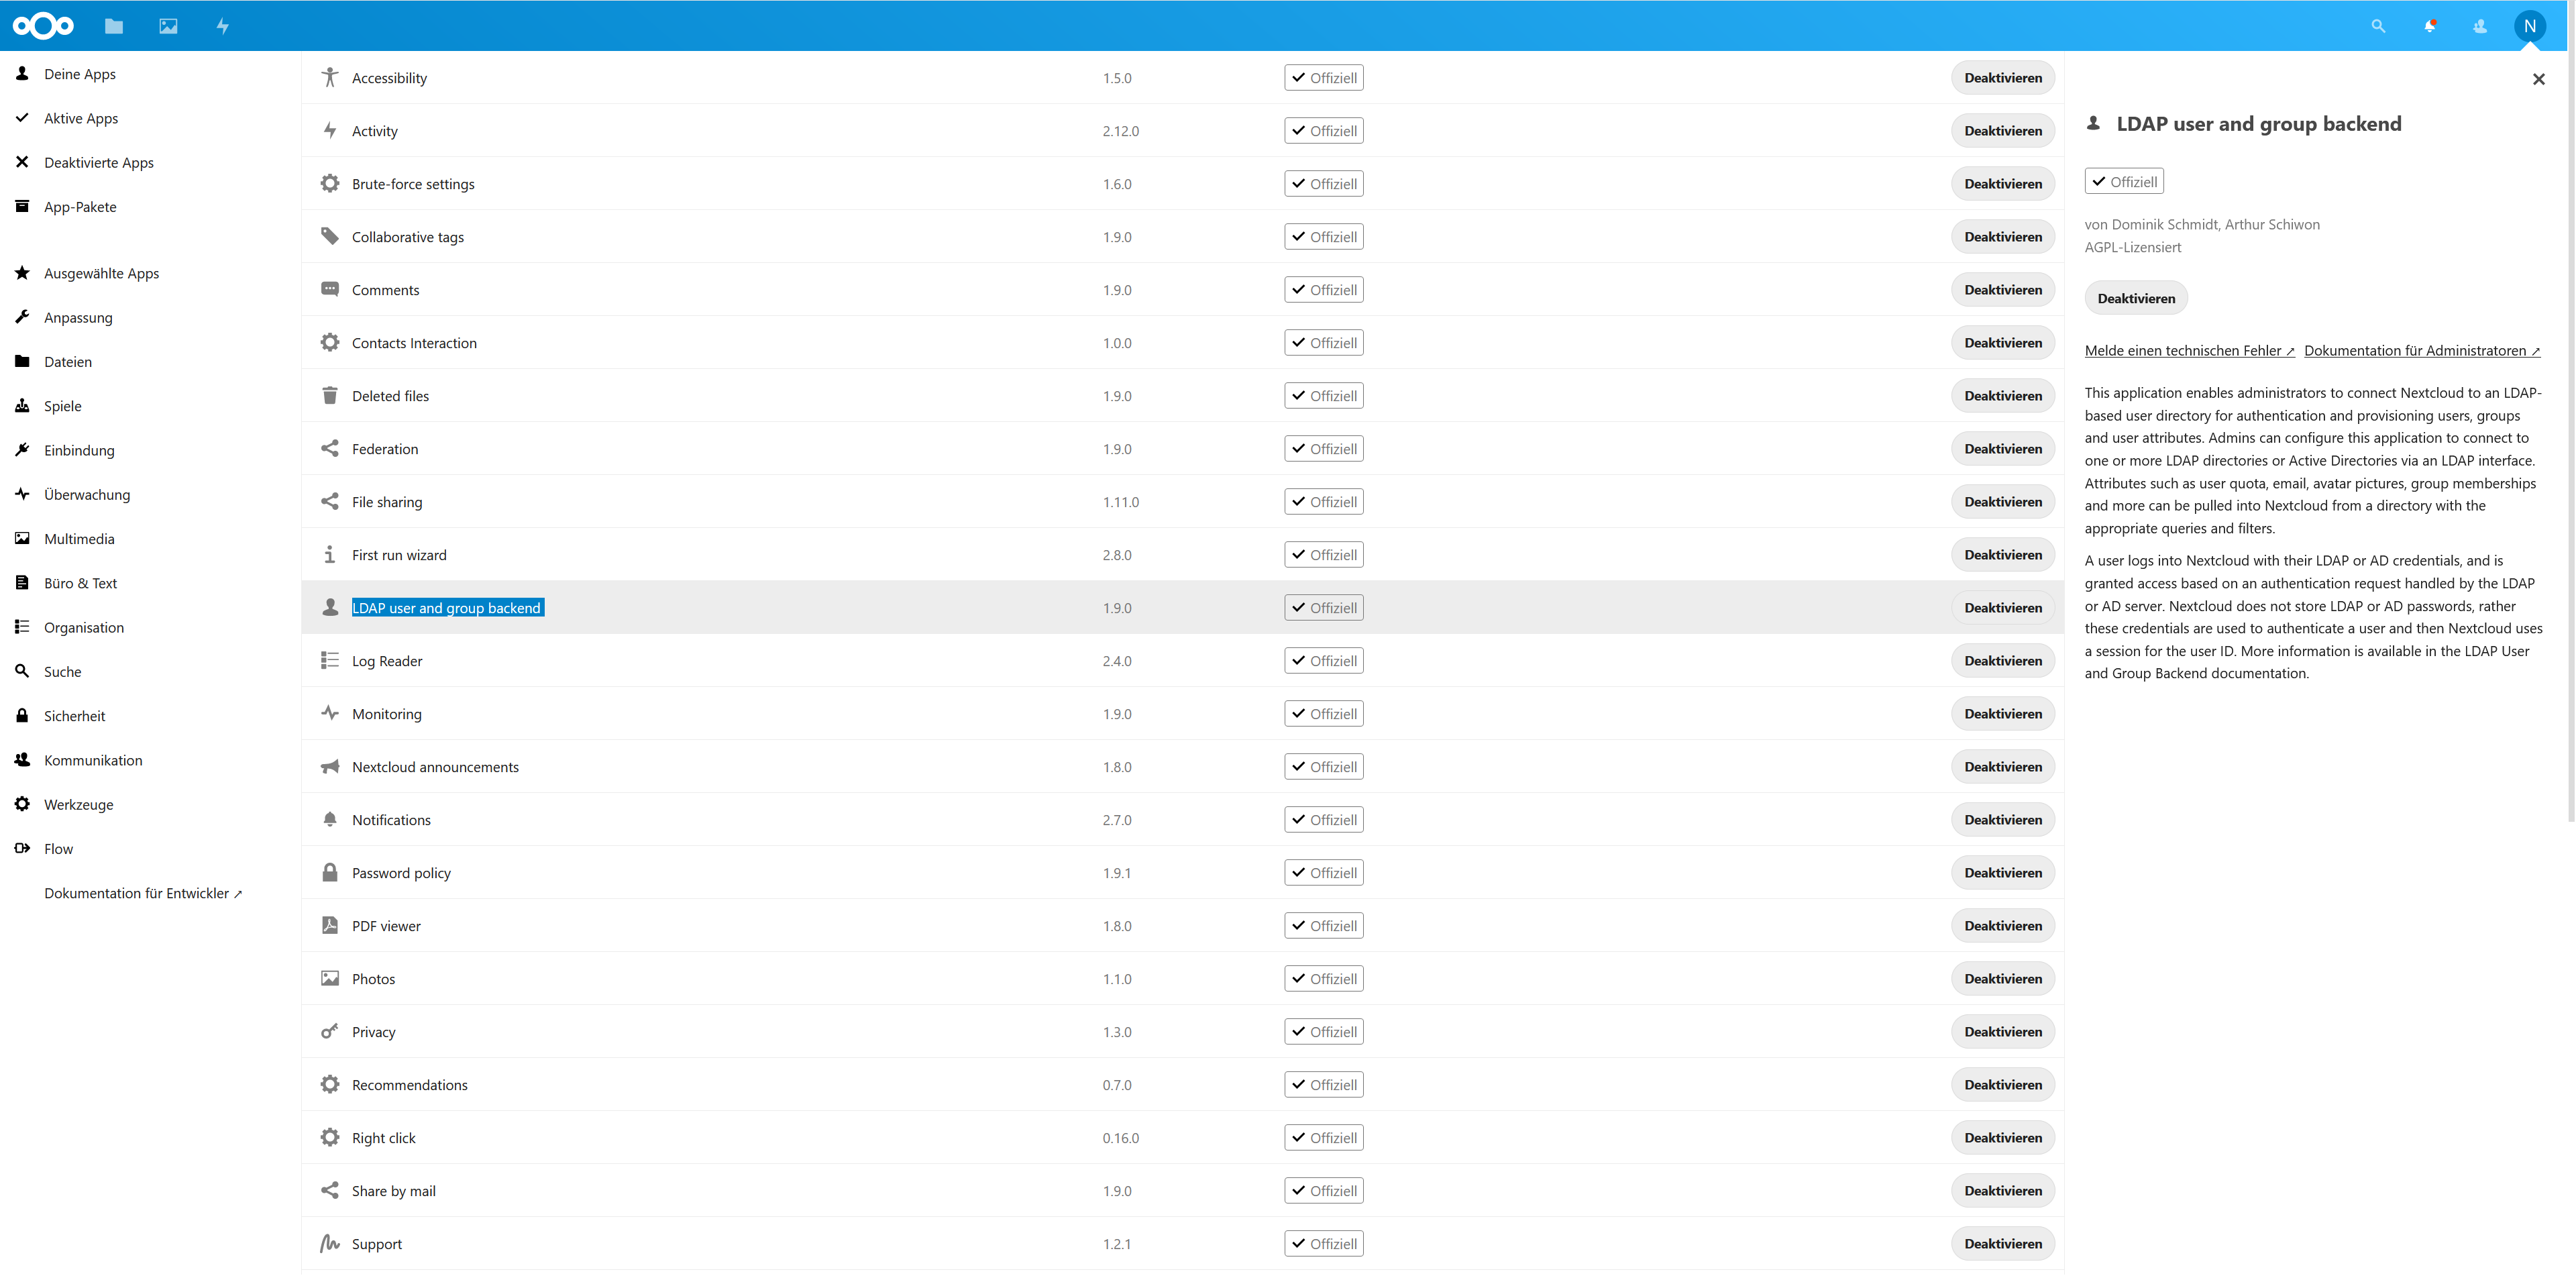 N
Deine Apps
Aktive Apps
Deaktivierte Apps
App-Pakete
Ausgewählte Apps
Anpassung
Dateien
Spiele
Einbindung
Überwachung
Multimedia
Büro & Text
Organisation
Suche
Sicherheit
Kommunikation
Werkzeuge
Flow
Dokumentation für Entwickler ↗
Accessibility 1.5.0 Offiziell Deaktivieren
Activity 2.12.0 Offiziell Deaktivieren
Brute-force settings 1.6.0 Offiziell Deaktivieren
Collaborative tags 1.9.0 Offiziell Deaktivieren
Comments 1.9.0 Offiziell Deaktivieren
Contacts Interaction 1.0.0 Offiziell Deaktivieren
Deleted files 1.9.0 Offiziell Deaktivieren
Federation 1.9.0 Offiziell Deaktivieren
File sharing 1.11.0 Offiziell Deaktivieren
First run wizard 2.8.0 Offiziell Deaktivieren
LDAP user and group backend 1.9.0 Offiziell Deaktivieren
Log Reader 2.4.0 Offiziell Deaktivieren
Monitoring 1.9.0 Offiziell Deaktivieren
Nextcloud announcements 1.8.0 Offiziell Deaktivieren
Notifications 2.7.0 Offiziell Deaktivieren
Password policy 1.9.1 Offiziell Deaktivieren
PDF viewer 1.8.0 Offiziell Deaktivieren
Photos 1.1.0 Offiziell Deaktivieren
Privacy 1.3.0 Offiziell Deaktivieren
Recommendations 0.7.0 Offiziell Deaktivieren
Right click 0.16.0 Offiziell Deaktivieren
Share by mail 1.9.0 Offiziell Deaktivieren
Support 1.2.1 Offiziell Deaktivieren
LDAP user and group backend
Offiziell
von Dominik Schmidt, Arthur Schiwon
AGPL-Lizensiert
Deaktivieren
Melde einen technischen Fehler ↗ Dokumentation für Administratoren ↗
This application enables administrators to connect Nextcloud to an LDAP-
based user directory for authentication and provisioning users, groups
and user attributes. Admins can configure this application to connect to
one or more LDAP directories or Active Directories via an LDAP interface.
Attributes such as user quota, email, avatar pictures, group memberships
and more can be pulled into Nextcloud from a directory with the
appropriate queries and filters.
A user logs into Nextcloud with their LDAP or AD credentials, and is
granted access based on an authentication request handled by the LDAP
or AD server. Nextcloud does not store LDAP or AD passwords, rather
these credentials are used to authenticate a user and then Nextcloud uses
a session for the user ID. More information is available in the LDAP User
and Group Backend documentation.